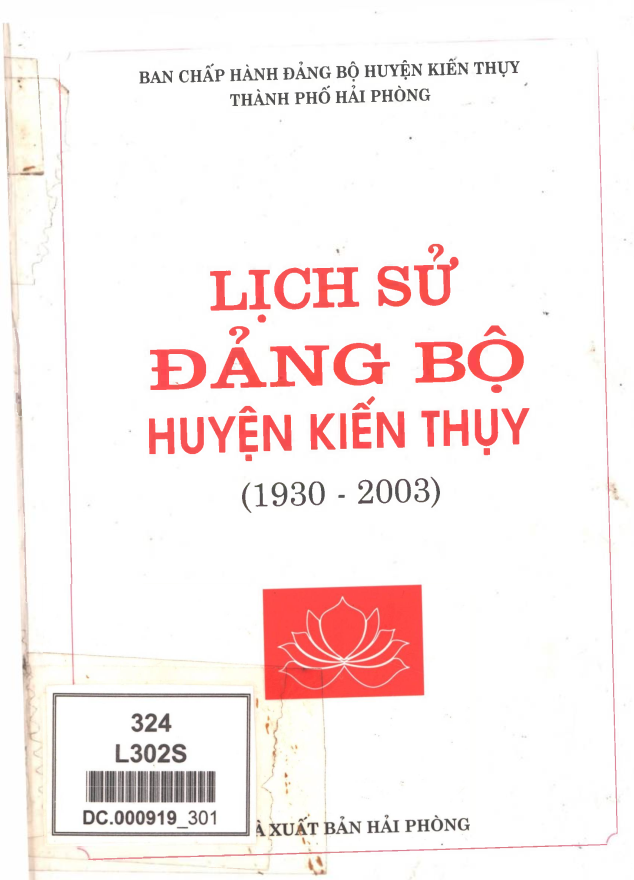 BAN CHẤP HÀNH ĐẢNG BỘ HUYỆN KIẾN THỤY
THÀNH PHỐ HẢI PHÒNG
LỊCH SỬ
ĐẢNG BỘ
HUYỆN KIẾN THỤY
(1930 - 2003)
324
L302S
DC.000919_301
À XUẤT BẢN HẢI PHÒNG